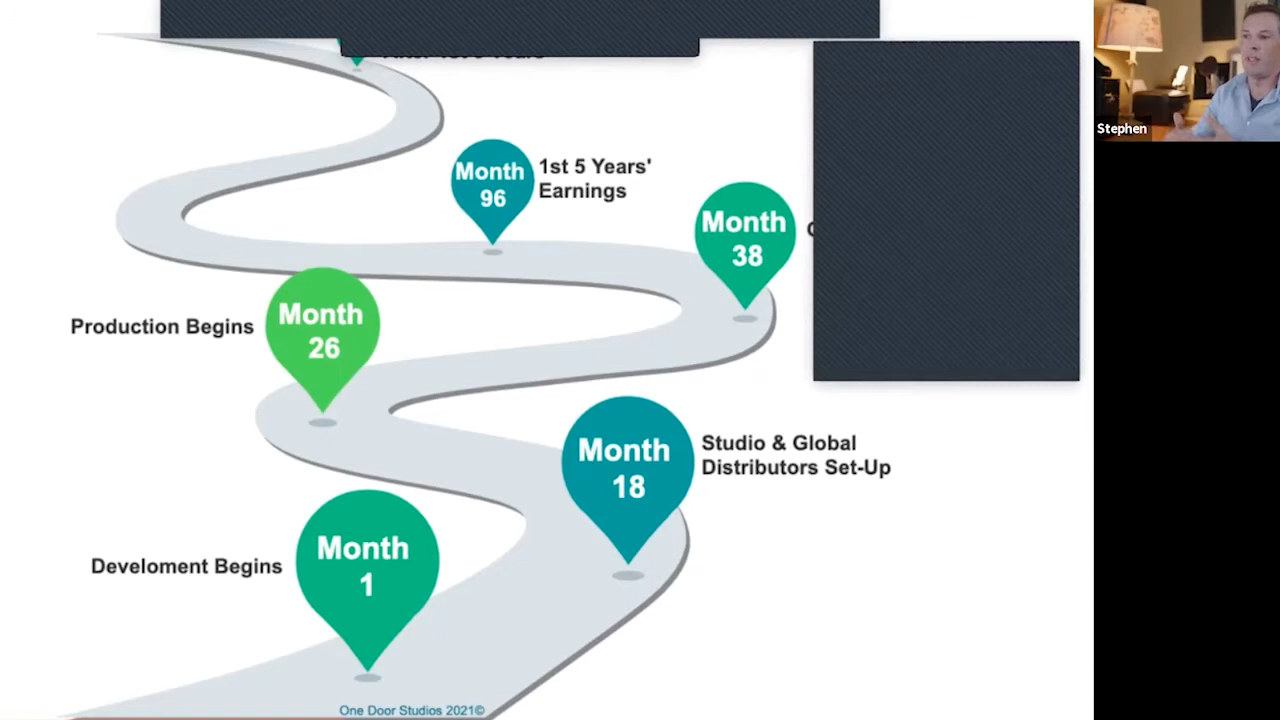 Stephen
Month
96
1st 5 Years'
Earnings
Month
38
Production Begins
Month
26
Month
18
Studio & Global
Distributors Set-Up
Develoment Begins
Month
1
One Door Studios 2021©